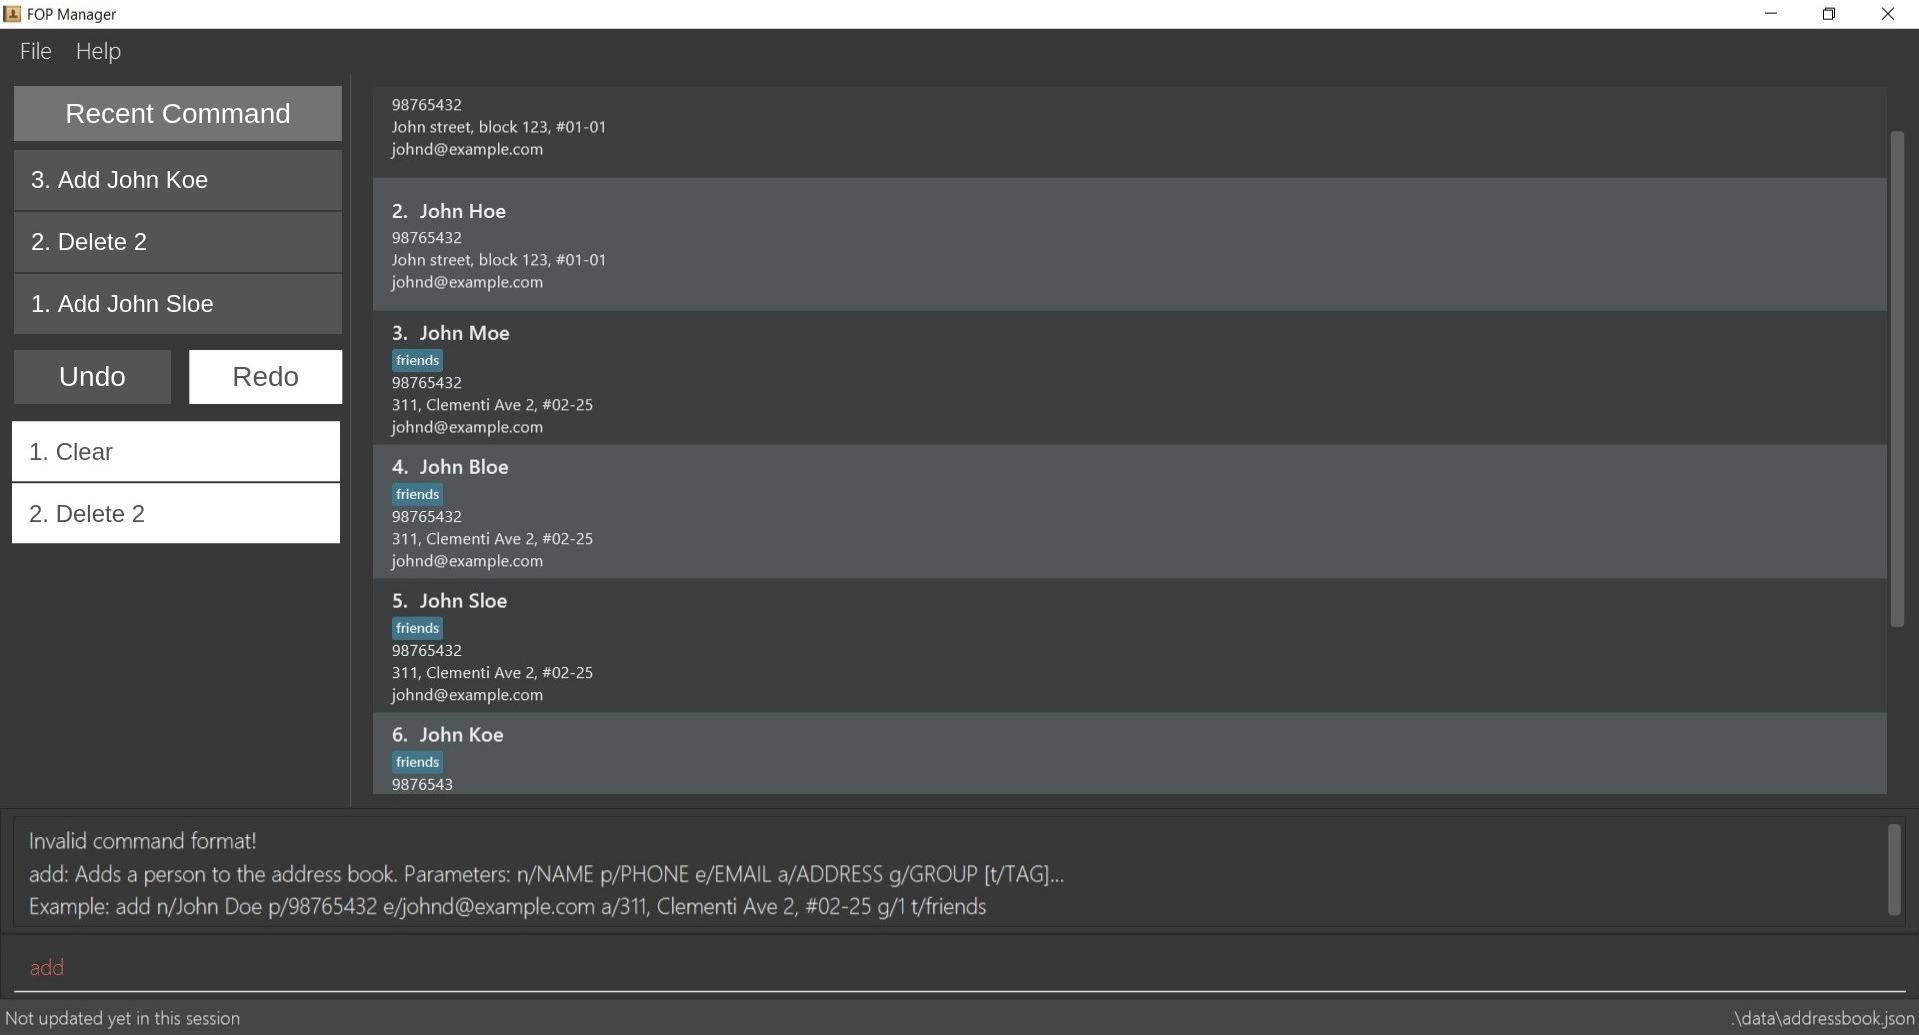 FOP Manager
File Help
Recent Command
3. Add John Koe
2. Delete 2
1. Add John Sloe
Undo Redo
1. Clear
2. Delete 2
98765432
John street, block 123, #01-01
johnd@example.com
2. John Hoe
98765432
John street, block 123, #01-01
johnd@example.com
3. John Moe
friends
98765432
311, Clementi Ave 2, #02-25
johnd@example.com
4. John Bloe
friends
98765432
311, Clementi Ave 2, #02-25
johnd@example.com
5. John Sloe
friends
98765432
311, Clementi Ave 2, #02-25
johnd@example.com
6. John Koe
friends
9876543
Invalid command format!
add: Adds a person to the address book. Parameters: n/NAME p/PHONE e/EMAIL a/ADDRESS g/GROUP [t/TAG]...
Example: add n/John Doe p/98765432 e/johnd@example.com a/311, Clementi Ave 2, #02-25 g/1 t/friends
add
Not updated yet in this session
.\data\addressbook.json